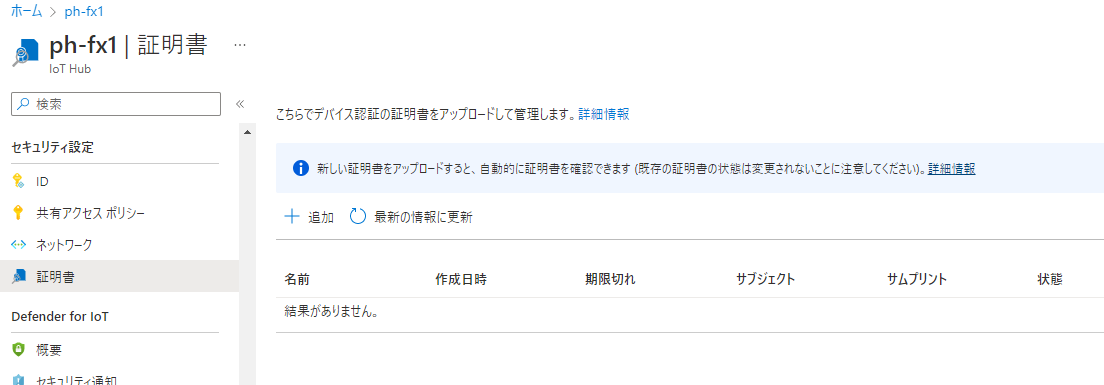 ホーム > ph-fx1
ph-fx1 | 証明書 ...
IoT Hub
検索
セキュリティ設定
ID
共有アクセス ポリシー
ネットワーク
証明書
Defender for IoT
概要
セキュリティ通知
こちらでデバイス認証の証明書をアップロードして管理します。詳細情報
新しい証明書をアップロードすると、自動的に証明書を確認できます (既存の証明書の状態は変更されないことに注意してください)。詳細情報
追加 最新の情報に更新
名前 作成日時 期限切れ サブジェクト サムプリント 状態
結果がありません。